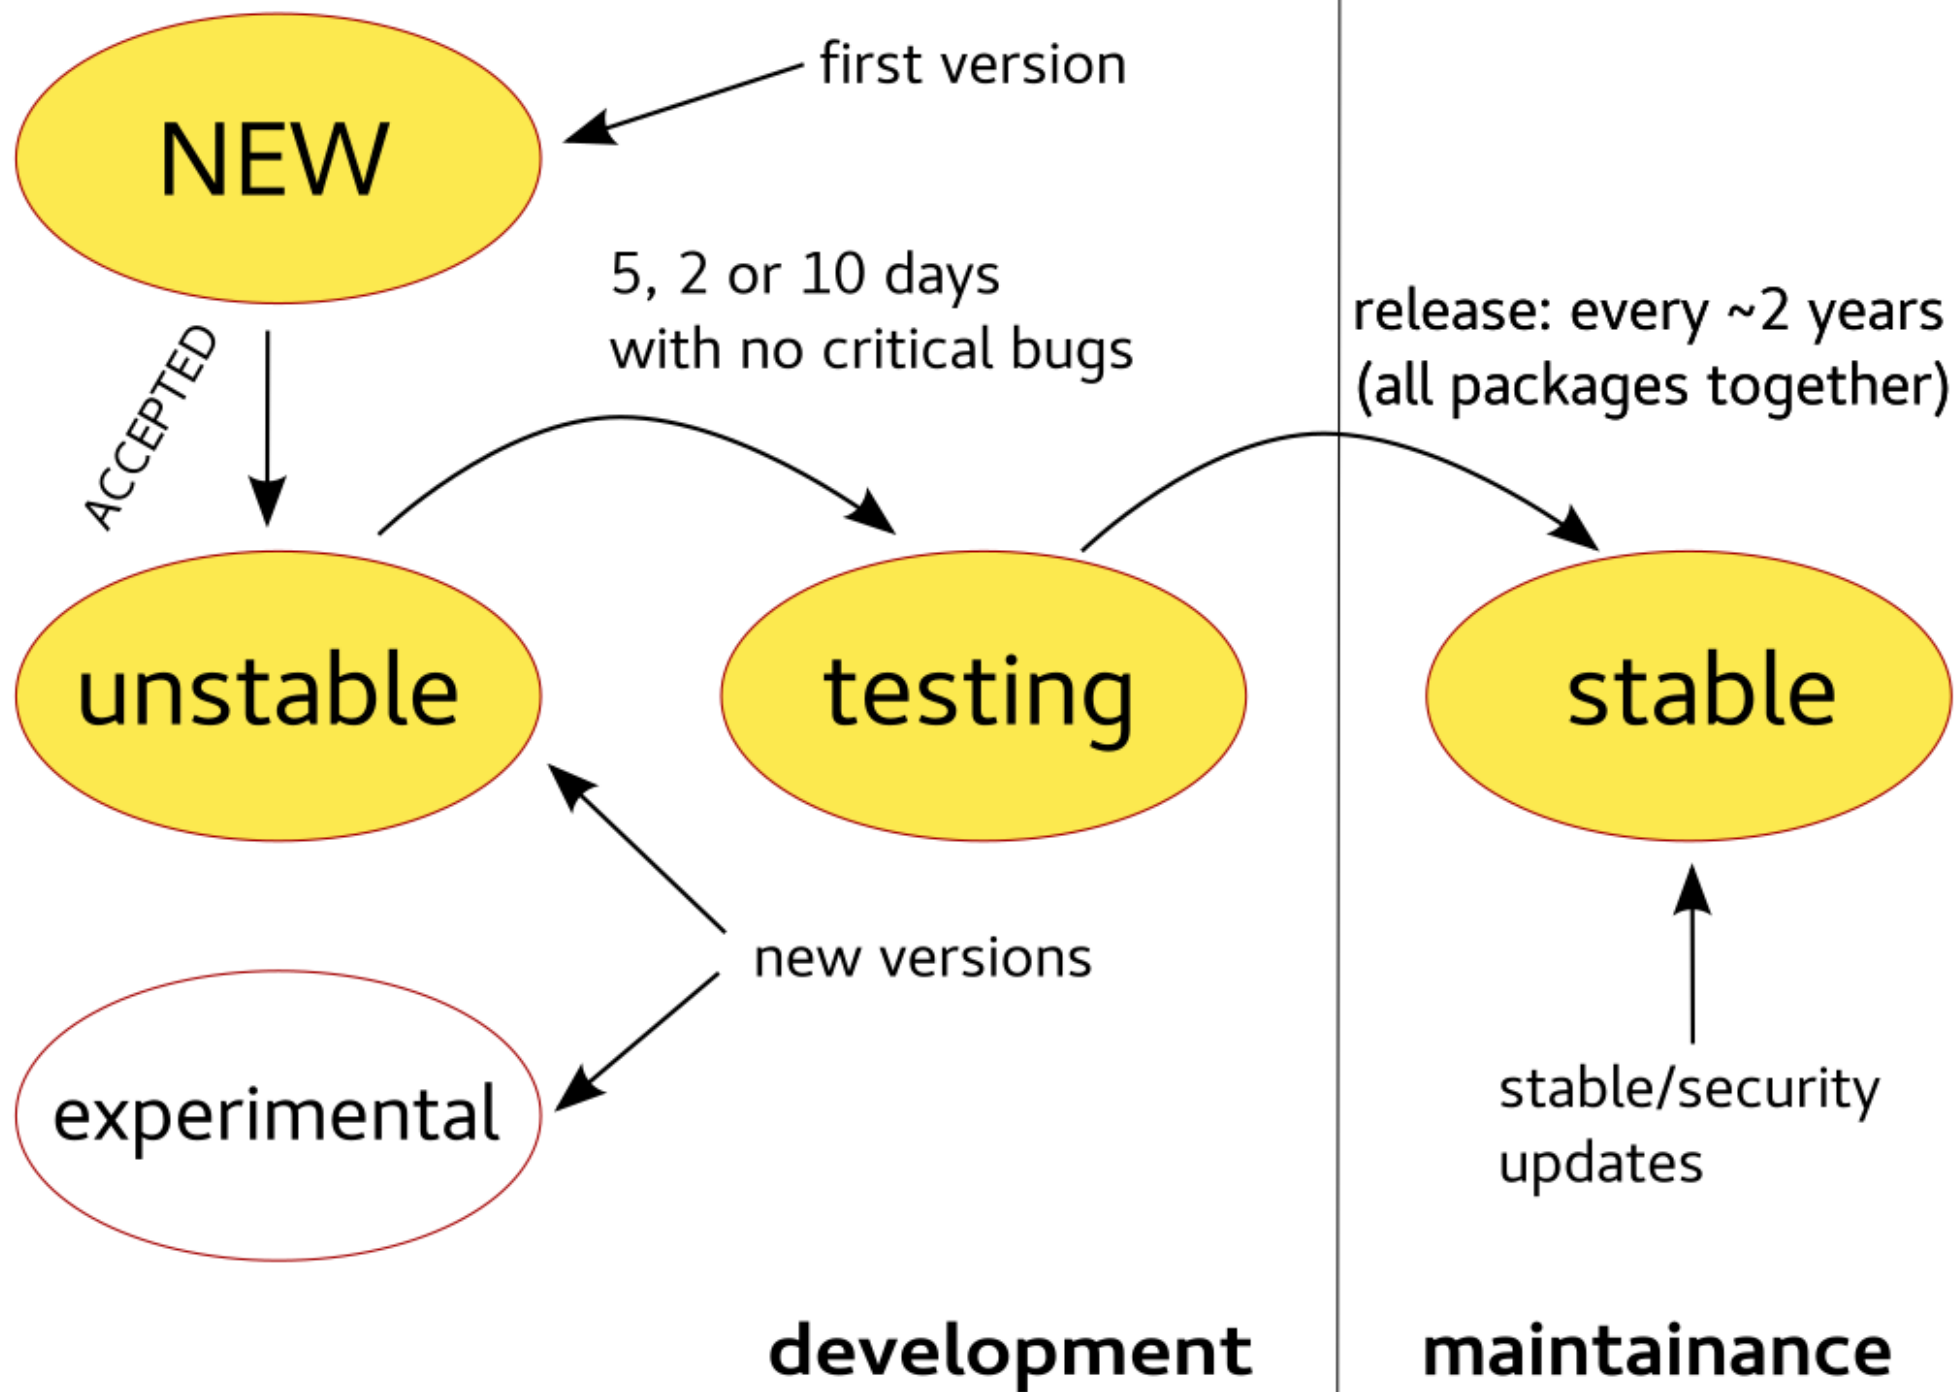 first version
NEW
5, 2 or 10 days
with no critical bugs
release: every ~2 years
(all packages together)
ACCEPTED
unstable
testing
stable
new versions
experimental
stable/security
updates
development
maintainance